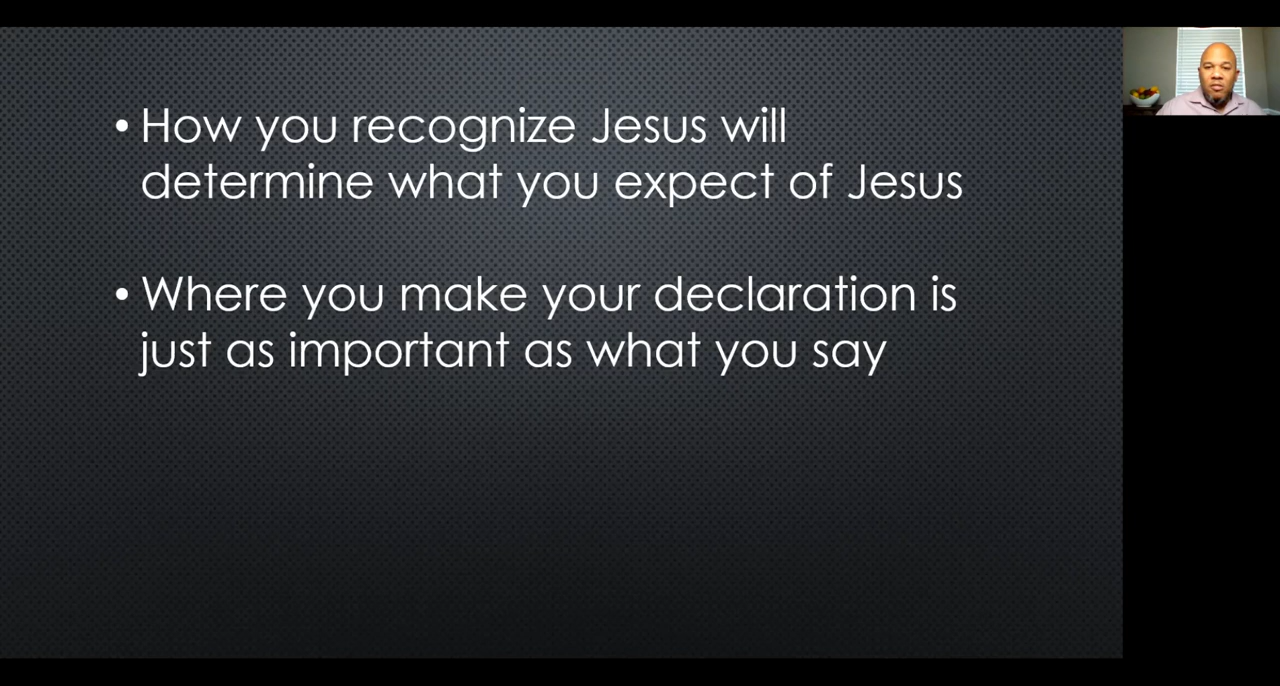 • How you recognize Jesus will
determine what you expect of Jesus
• Where you make your declaration is
just as important as what you say